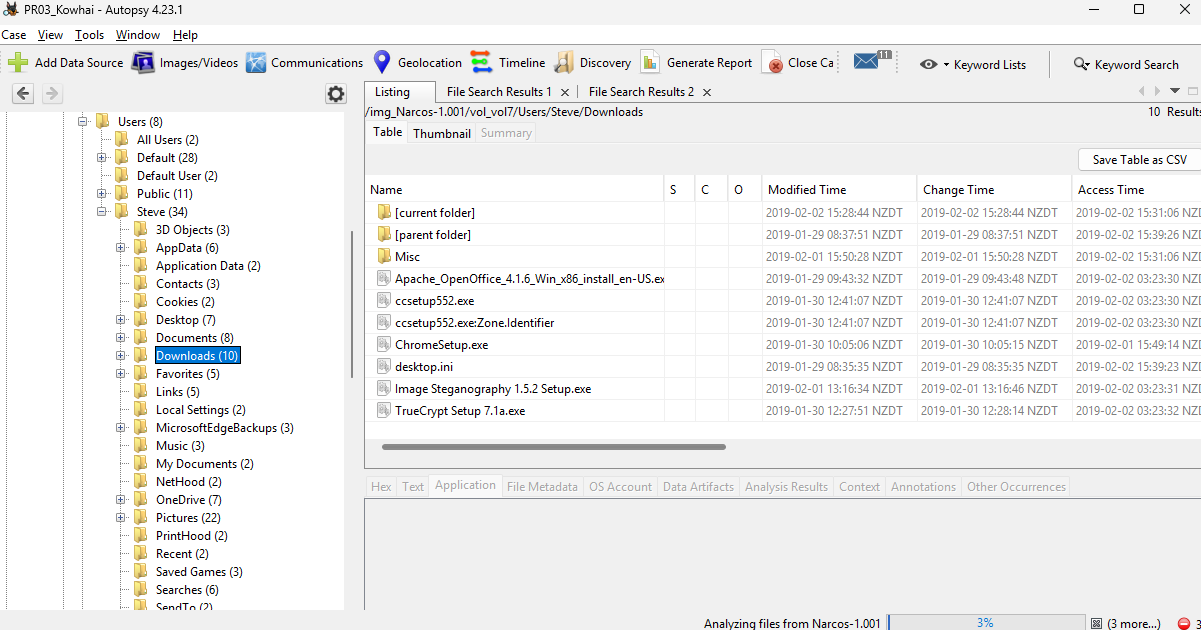 PR03_Kowhai - Autopsy 4.23.1
Case View Tools Window Help
Add Data Source Images/Videos Communications Geolocation Timeline Discovery Generate Report Close Ca 11 Keyword Lists Keyword Search
Listing File Search Results 1 File Search Results 2
/img_Narcos-1.001/vol_vol7/Users/Steve/Downloads 10 Results
Table Thumbnail Summary
Save Table as CSV
Name S C O Modified Time Change Time Access Time
[current folder] 2019-02-02 15:28:44 NZDT 2019-02-02 15:28:44 NZDT 2019-02-02 15:31:06 NZD
[parent folder] 2019-01-29 08:37:51 NZDT 2019-01-29 08:37:51 NZDT 2019-02-02 15:39:26 NZD
Misc 2019-02-01 15:50:28 NZDT 2019-02-01 15:50:28 NZDT 2019-02-02 15:31:06 NZD
Apache_OpenOffice_4.1.6_Win_x86_install_en-US.ex 2019-01-29 09:43:32 NZDT 2019-01-29 09:43:48 NZDT 2019-02-02 03:23:30 NZD
ccsetup552.exe 2019-01-30 12:41:07 NZDT 2019-01-30 12:41:07 NZDT 2019-02-02 03:23:30 NZD
ccsetup552.exe:Zone.Identifier 2019-01-30 12:41:07 NZDT 2019-01-30 12:41:07 NZDT 2019-02-02 03:23:30 NZD
ChromeSetup.exe 2019-01-30 10:05:06 NZDT 2019-01-30 10:05:15 NZDT 2019-02-01 15:49:14 NZD
desktop.ini 2019-01-29 08:35:35 NZDT 2019-01-29 08:35:35 NZDT 2019-02-02 15:39:23 NZD
Image Steganography 1.5.2 Setup.exe 2019-02-01 13:16:34 NZDT 2019-02-01 13:16:46 NZDT 2019-02-02 03:23:31 NZD
TrueCrypt Setup 7.1a.exe 2019-01-30 12:27:51 NZDT 2019-01-30 12:28:14 NZDT 2019-02-02 03:23:32 NZD
Users (8)
All Users (2)
Default (28)
Default User (2)
Public (11)
Steve (34)
3D Objects (3)
AppData (6)
Application Data (2)
Contacts (3)
Cookies (2)
Desktop (7)
Documents (8)
Downloads (10)
Favorites (5)
Links (5)
Local Settings (2)
MicrosoftEdgeBackups (3)
Music (3)
My Documents (2)
NetHood (2)
OneDrive (7)
Pictures (22)
PrintHood (2)
Recent (2)
Saved Games (3)
Searches (6)
SendTo (2)
Hex Text Application File Metadata OS Account Data Artifacts Analysis Results Context Annotations Other Occurrences
Analyzing files from Narcos-1.001 3% (3 more...)